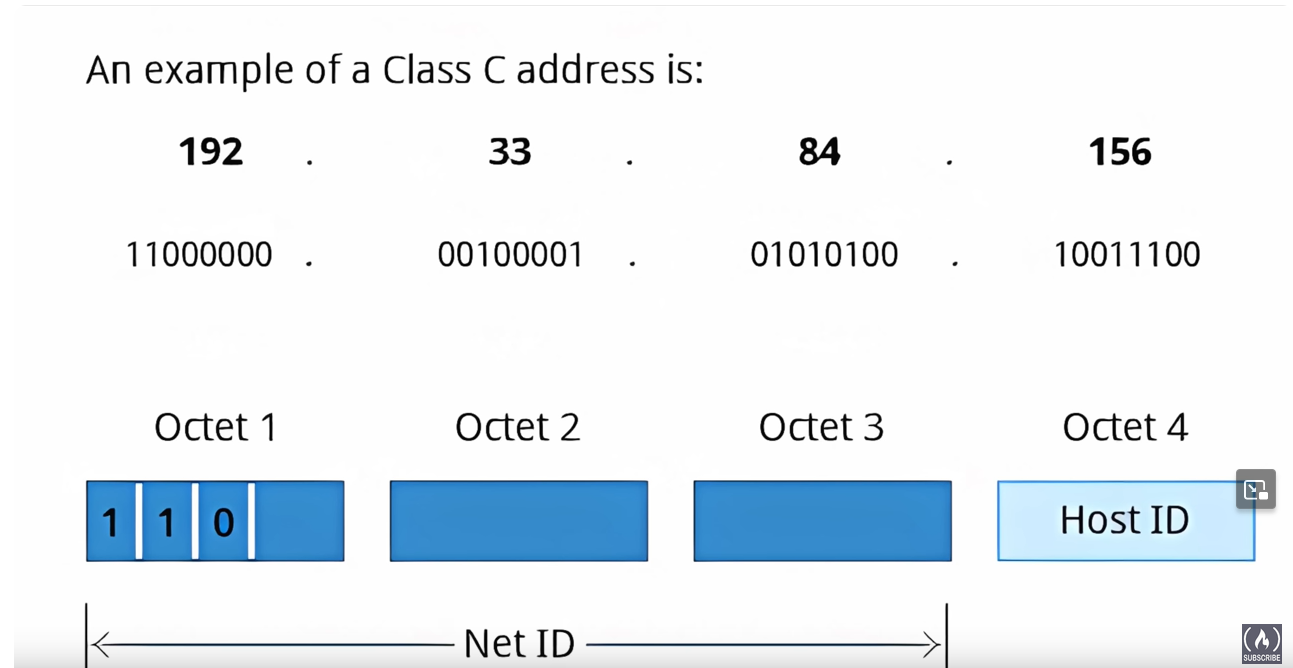 An example of a Class C address is:
192 . 33 . 84 . 156
11000000 . 00100001 . 01010100 . 10011100
Octet 1 Octet 2 Octet 3 Octet 4
1 1 0 Host ID
Net ID
SUBSCRIBE